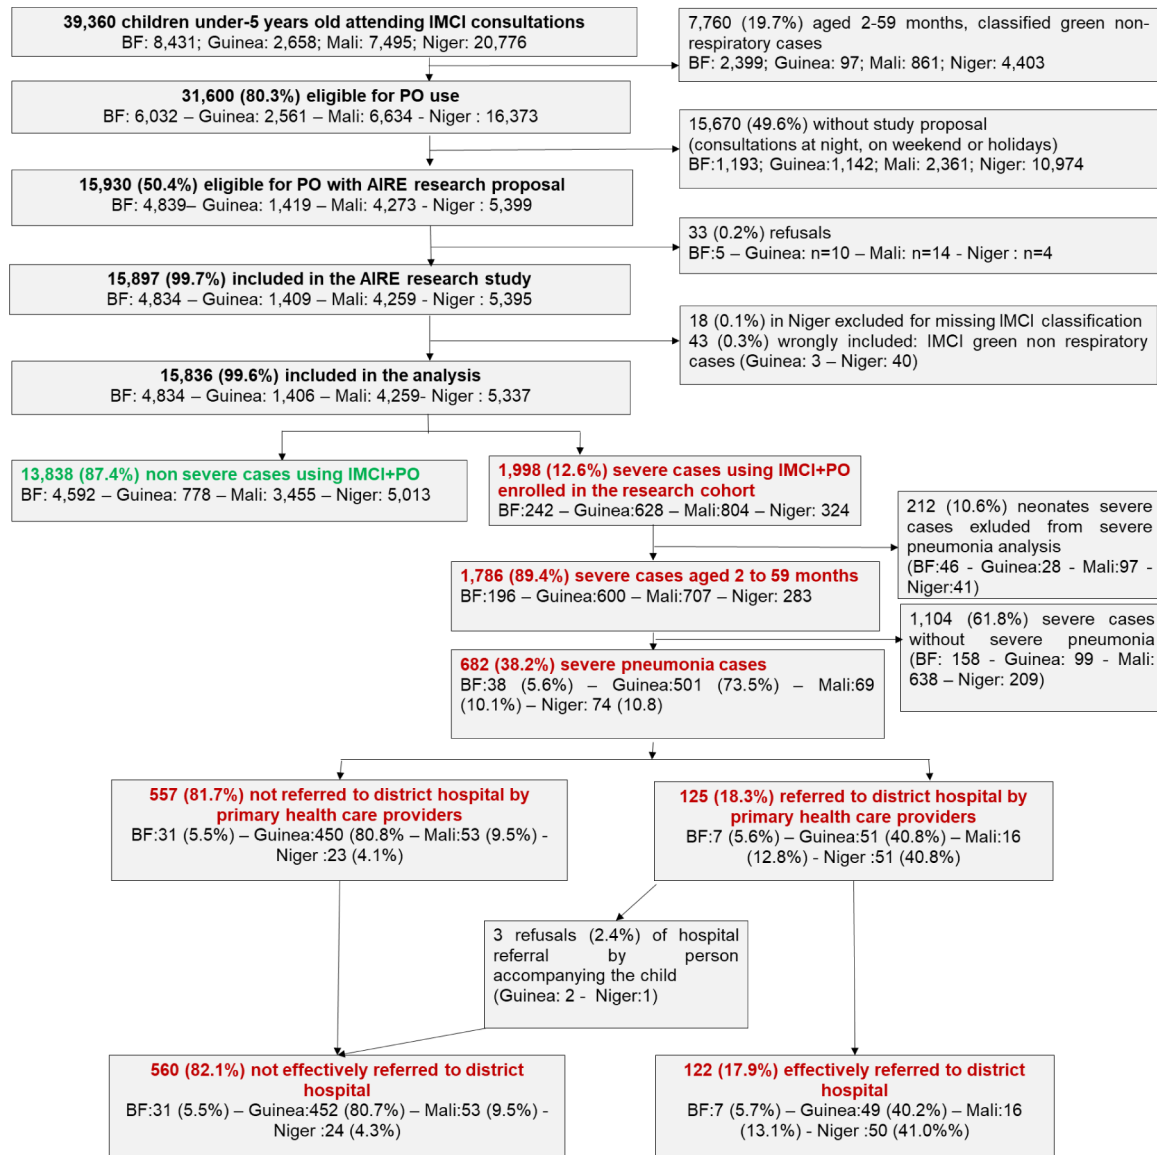 39,360 children under-5 years old attending IMCI consultations
BF: 8,431; Guinea: 2,658; Mali: 7,495; Niger: 20,776
7,760 (19.7%) aged 2-59 months, classified green non-
respiratory cases
BF: 2,399; Guinea: 97; Mali: 861; Niger: 4,403
31,600 (80.3%) eligible for PO use
BF: 6,032 – Guinea: 2,561 – Mali: 6,634 - Niger : 16,373
15,670 (49.6%) without study proposal
(consultations at night, on weekend or holidays)
BF:1,193; Guinea:1,142; Mali: 2,361; Niger: 10,974
15,930 (50.4%) eligible for PO with AIRE research proposal
BF: 4,839– Guinea: 1,419 – Mali: 4,273 - Niger : 5,399
33 (0.2%) refusals
BF:5 – Guinea: n=10 – Mali: n=14 - Niger : n=4
15,897 (99.7%) included in the AIRE research study
BF: 4,834 – Guinea: 1,409 – Mali: 4,259 - Niger : 5,395
18 (0.1%) in Niger excluded for missing IMCI classification
43 (0.3%) wrongly included: IMCI green non respiratory
cases (Guinea: 3 – Niger: 40)
15,836 (99.6%) included in the analysis
BF: 4,834 – Guinea: 1,406 – Mali: 4,259- Niger : 5,337
13,838 (87.4%) non severe cases using IMCI+PO
BF: 4,592 – Guinea: 778 – Mali: 3,455 – Niger: 5,013
1,998 (12.6%) severe cases using IMCI+PO
enrolled in the research cohort
BF:242 – Guinea:628 – Mali:804 – Niger: 324
212 (10.6%) neonates severe
cases exluded from severe
pneumonia analysis
(BF:46 - Guinea:28 - Mali:97 -
Niger:41)
1,786 (89.4%) severe cases aged 2 to 59 months
BF:196 – Guinea:600 – Mali:707 – Niger: 283
1,104 (61.8%) severe cases
without severe pneumonia
(BF: 158 - Guinea: 99 - Mali:
638 – Niger: 209)
682 (38.2%) severe pneumonia cases
BF:38 (5.6%) – Guinea:501 (73.5%) – Mali:69
(10.1%) – Niger: 74 (10.8)
557 (81.7%) not referred to district hospital by
primary health care providers
BF:31 (5.5%) – Guinea:450 (80.8% – Mali:53 (9.5%) -
Niger :23 (4.1%)
125 (18.3%) referred to district hospital by
primary health care providers
BF:7 (5.6%) – Guinea:51 (40.8%) – Mali:16
(12.8%) - Niger :51 (40.8%)
3 refusals (2.4%) of hospital
referral by person
accompanying the child
(Guinea: 2 - Niger:1)
560 (82.1%) not effectively referred to district
hospital
BF:31 (5.5%) – Guinea:452 (80.7%) – Mali:53 (9.5%) -
Niger :24 (4.3%)
122 (17.9%) effectively referred to district
hospital
BF:7 (5.7%) – Guinea:49 (40.2%) – Mali:16
(13.1%) - Niger :50 (41.0%%)